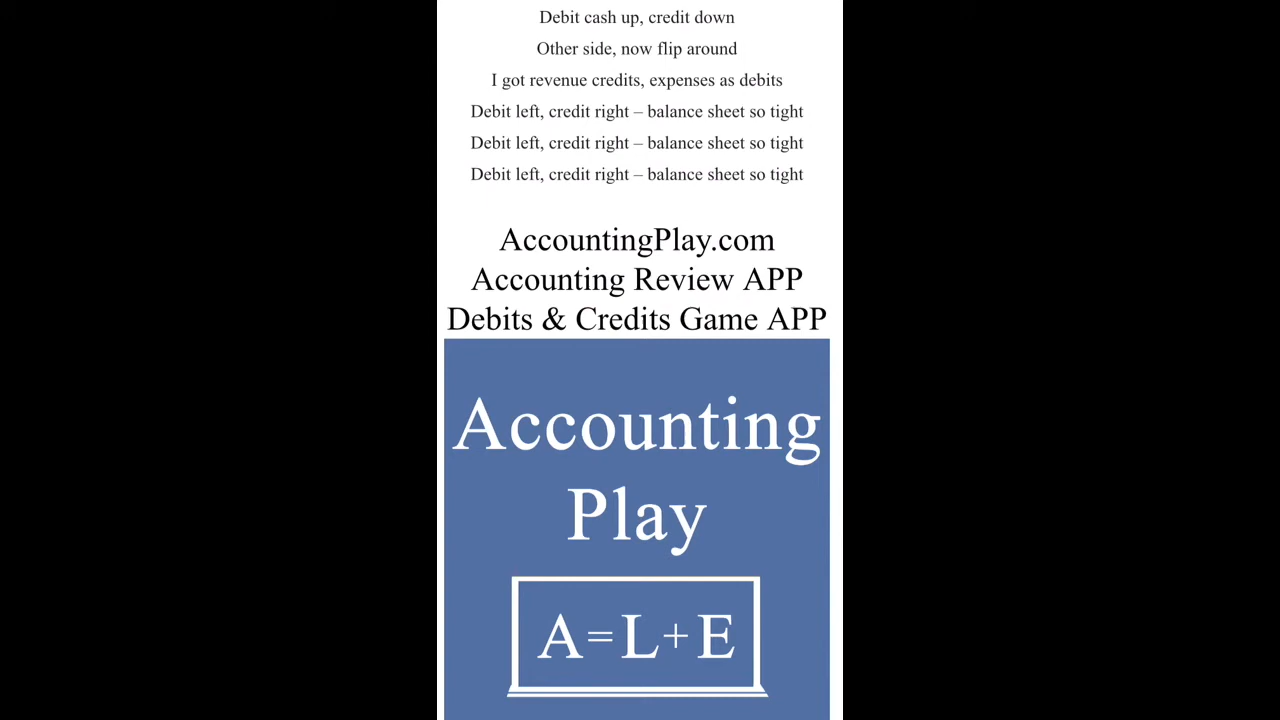 Debit cash up, credit down
Other side, now flip around
I got revenue credits, expenses as debits
Debit left, credit right – balance sheet so tight
Debit left, credit right – balance sheet so tight
Debit left, credit right – balance sheet so tight
AccountingPlay.com
Accounting Review APP
Debits & Credits Game APP
Accounting
Play
A=L+E